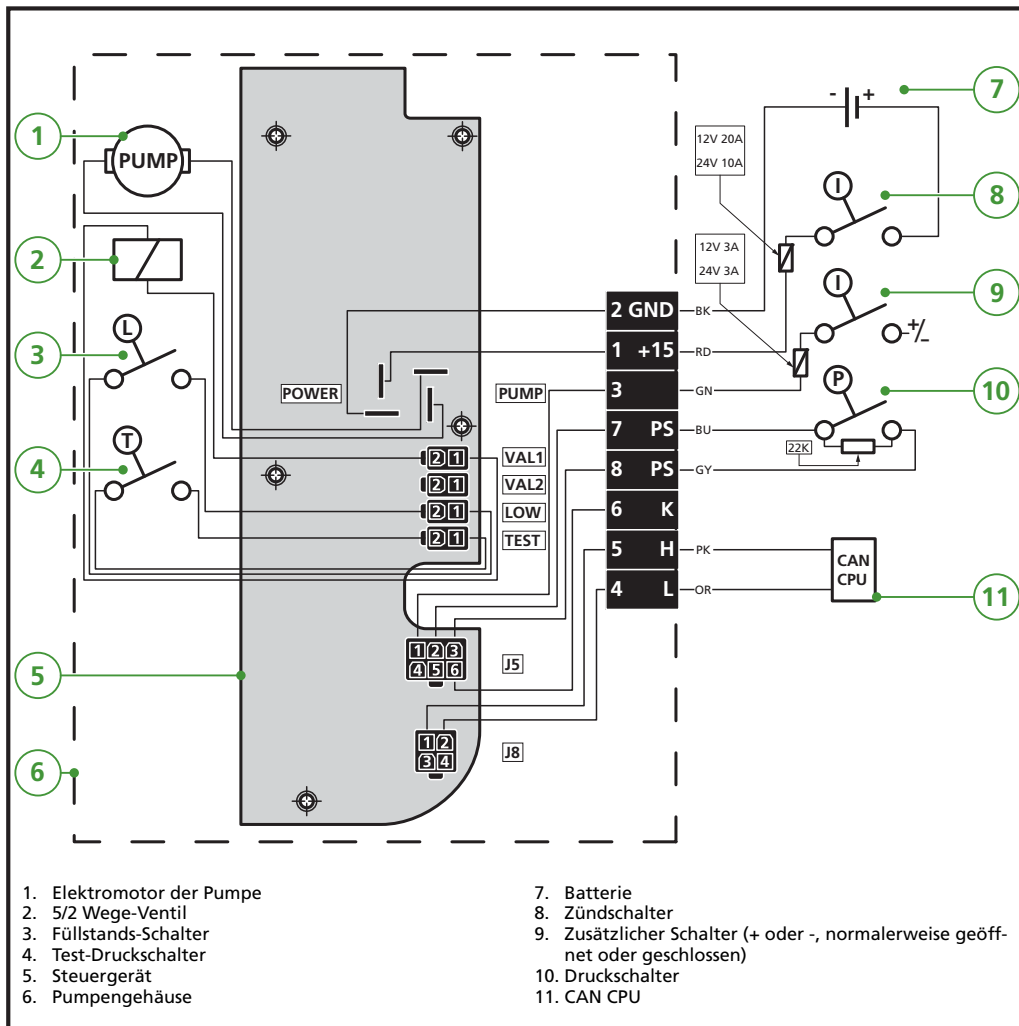 - +
7
1
PUMP
12V 20A
24V 10A
I
8
2
12V 3A
24V 3A
I
9
+/-
L
3
2 GND
BK
1 +15
RD
POWER
PUMP
3
GN
P
10
T
4
7 PS
BU
22K
2 1
VAL1
8 PS
GY
2 1
VAL2
2 1
LOW
6 K
2 1
TEST
5 H
PK
CAN
CPU
4 L
OR
11
1 2 3
4 5 6
J5
5
1 2
3 4
J8
6
1. Elektromotor der Pumpe
2. 5/2 Wege-Ventil
3. Füllstands-Schalter
4. Test-Druckschalter
5. Steuergerät
6. Pumpengehäuse
7. Batterie
8. Zündschalter
9. Zusätzlicher Schalter (+ oder -, normalerweise geöff-
net oder geschlossen)
10. Druckschalter
11. CAN CPU